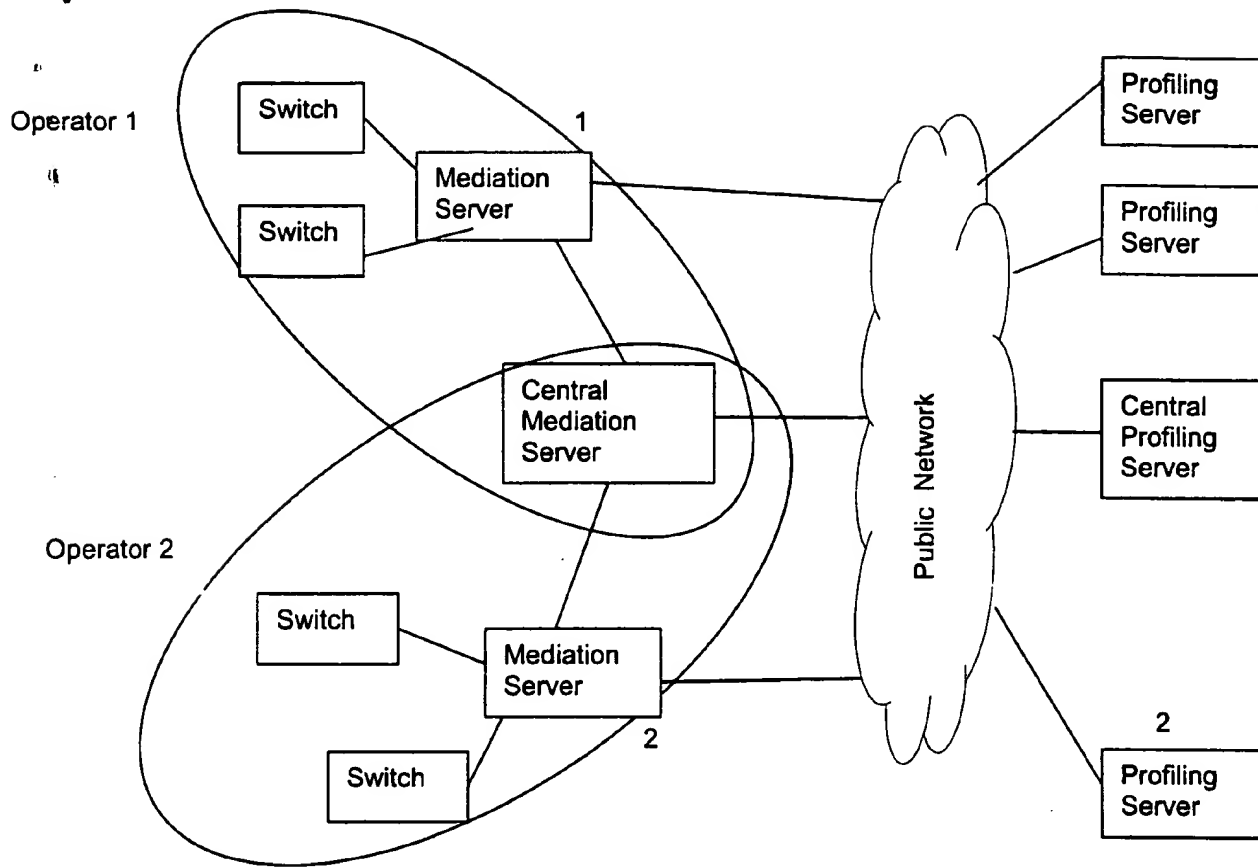 Operator 1
Switch
1
Mediation
Server
Switch
Profiling
Server
Profiling
Server
Central
Mediation
Server
Public Network
Central
Profiling
Server
Operator 2
Switch
Mediation
Server
2
Switch
2
Profiling
Server